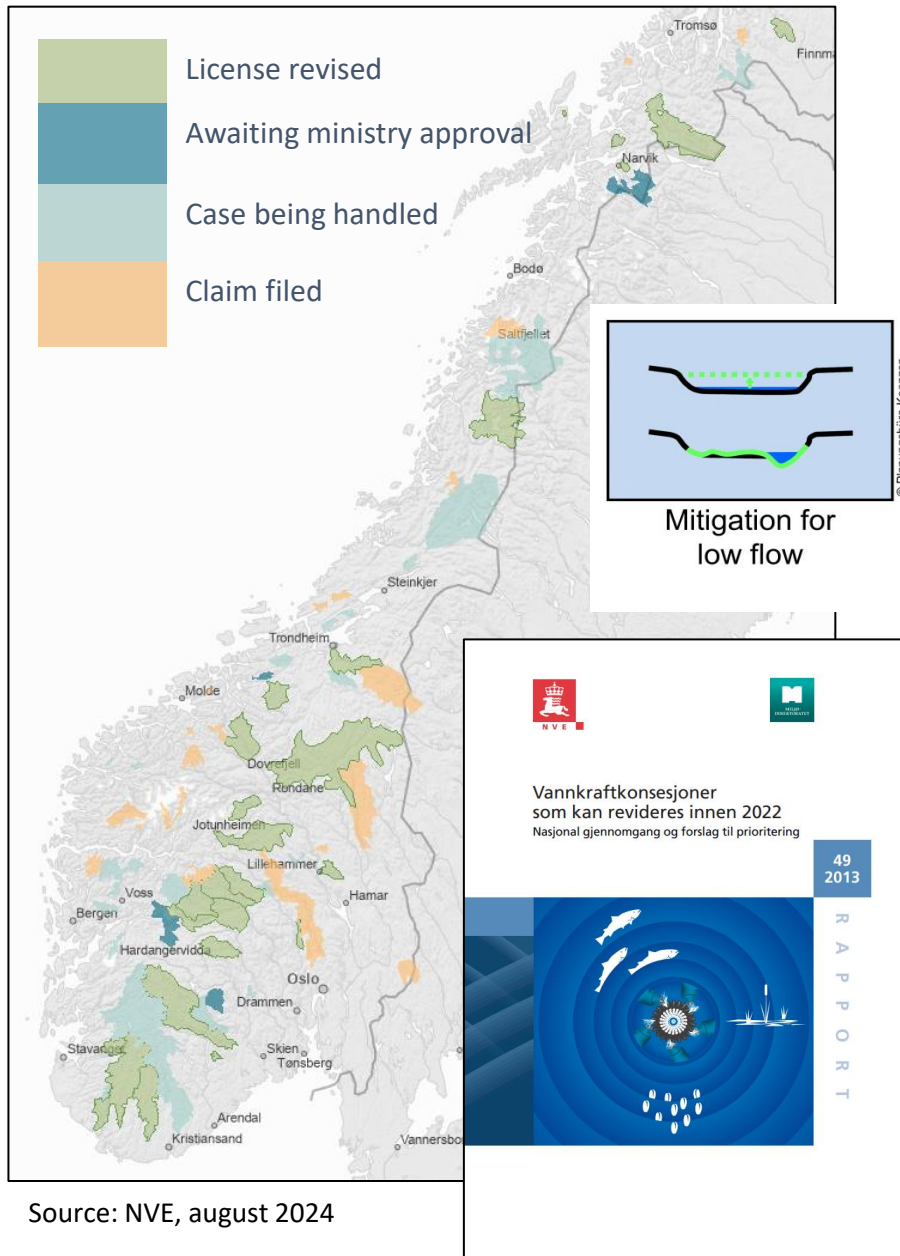 License revised
Awaiting ministry approval
Case being handled
Claim filed
Tromsø
Finnm
Narvik
Bodø
Saltfjellet
Mitigation for
low flow
Steinkjer
Trondheim
Molde
Dovrefjell
Rondane
Jotunheimen
Lillehammer
Voss
Hamar
Bergen
Hardangervidda
Oslo
Drammen
Stavanger
Skien
Tønsberg
Arendal
Kristiansand
Vannersbo
NVE
MILJØ-
DIREKTORATET
Vannkraftkonsesjoner
som kan revideres innen 2022
Nasjonal gjennomgang og forslag til prioritering
49
2013
RAPPORT
Source: NVE, august 2024